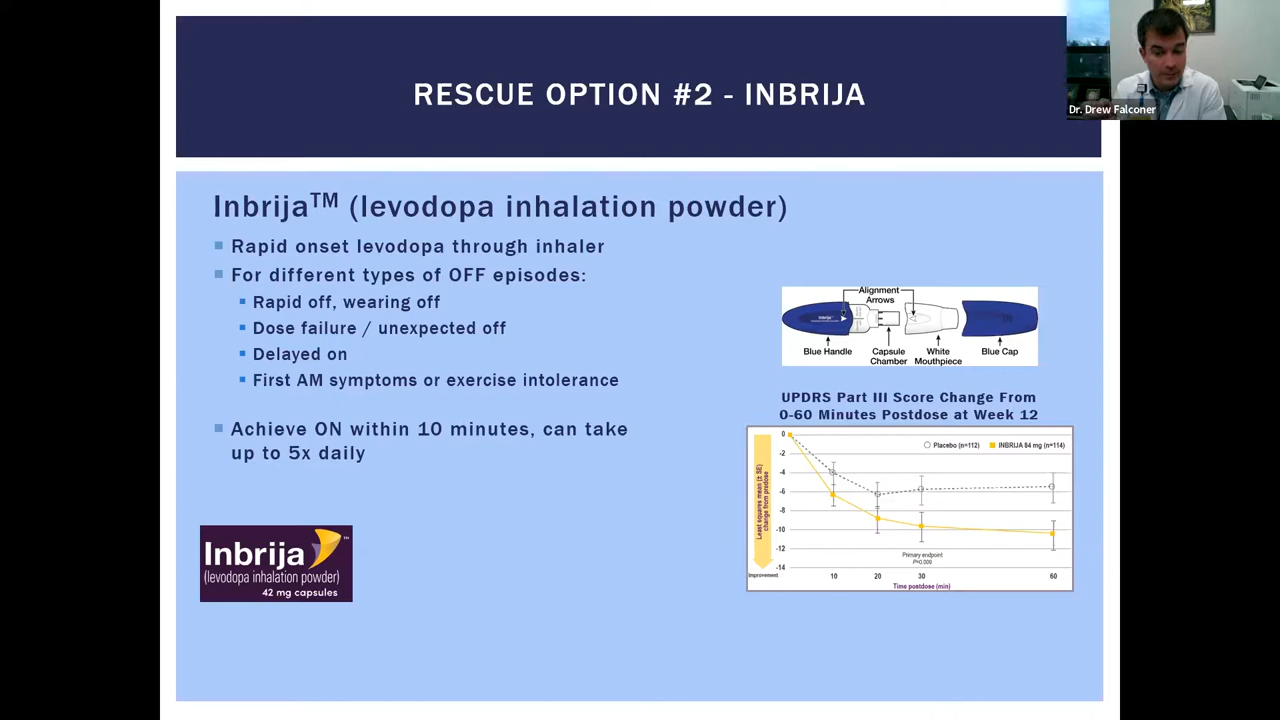 RESCUE OPTION #2 - INBRIJA
Dr. Drew Falconer
Inbrija™ (levodopa inhalation powder)
Rapid onset levodopa through inhaler
For different types of OFF episodes:
Rapid off, wearing off
Dose failure / unexpected off
Delayed on
First AM symptoms or exercise intolerance
Achieve ON within 10 minutes, can take
up to 5x daily
Inbrija™
(levodopa inhalation powder)
42 mg capsules
Alignment
Arrows
Inbrija
Blue Handle
Capsule
Chamber
White
Mouthpiece
Blue Cap
UPDRS Part III Score Change From
0-60 Minutes Postdose at Week 12
Placebo (n=112)
INBRIJA 84 mg (n=114)
0
-2
-4
-6
-8
-10
-12
-14
Least squares mean (± SE)
change from predose
Improvement
Primary endpoint
P=0.009
10 20 30 60
Time postdose (min)